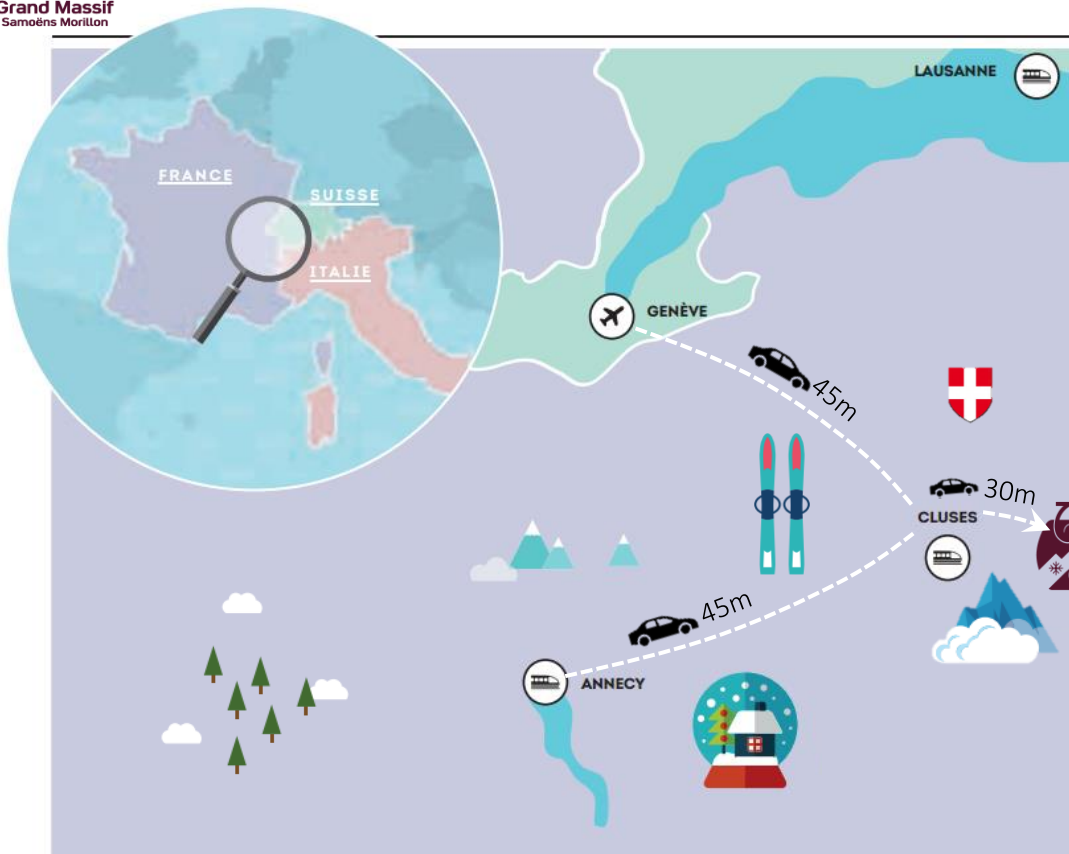 Grand Massif
Samoëns Morillon
LAUSANNE
FRANCE
SUISSE
ITALIE
GENÈVE
45m
30m
CLUSES
45m
ANNECY